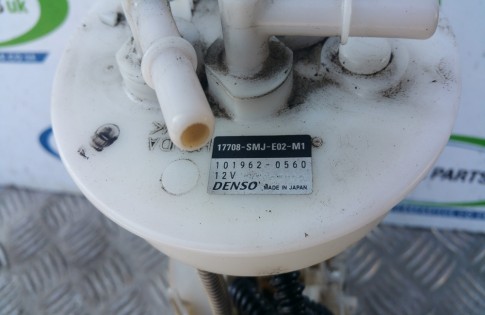 uk
17708-SMJ-E02-M1
101962-0560
12V
DENSO MADE IN JAPAN
PARTS